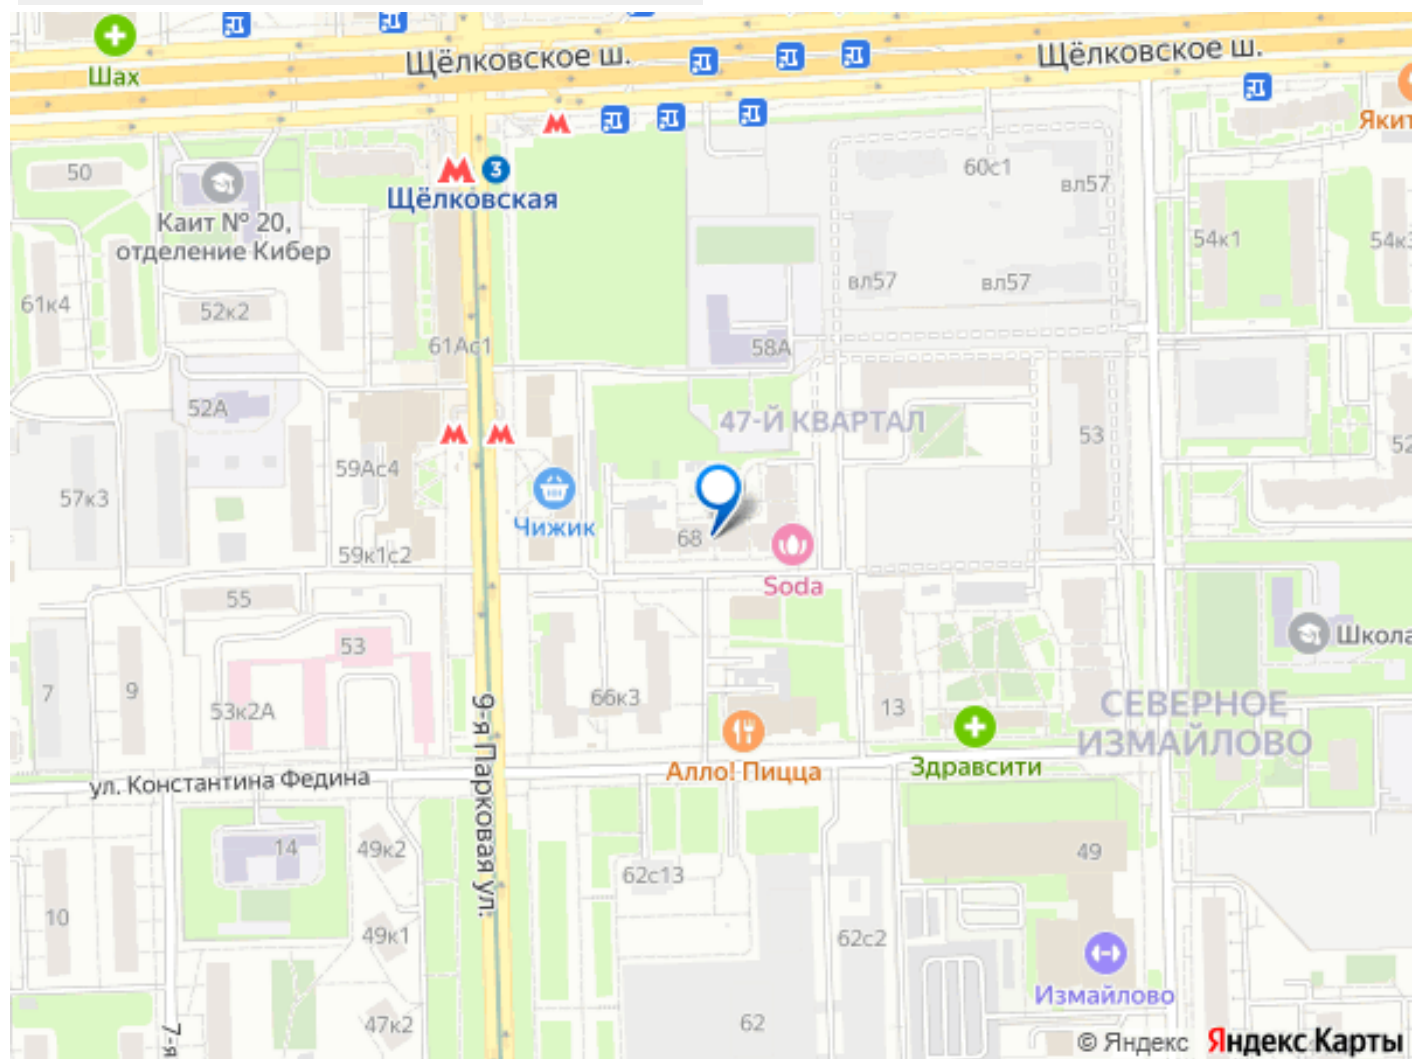 Щёлковское ш.
Щёлковское ш.
Шах
Якит
50
Щёлковская
3
60с1
вл57
Каит № 20,
отделение Кибер
54к1
54к3
61к4
52к2
вл57
вл57
61Ас1
58А
52А
47-Й КВАРТАЛ
53
52
59Ас4
57к3
Чижик
68
59к1с2
Soda
55
53
Школа
7
9
53к2А
66к3
13
СЕВЕРНОЕ
ИЗМАЙЛОВО
9-я Парковая ул.
Алло! Пицца
Здравсити
ул. Константина Федина
14
49к2
49
62с13
10
49к1
62с2
Измайлово
47к2
62
7-я
© Яндекс Яндекс Карты